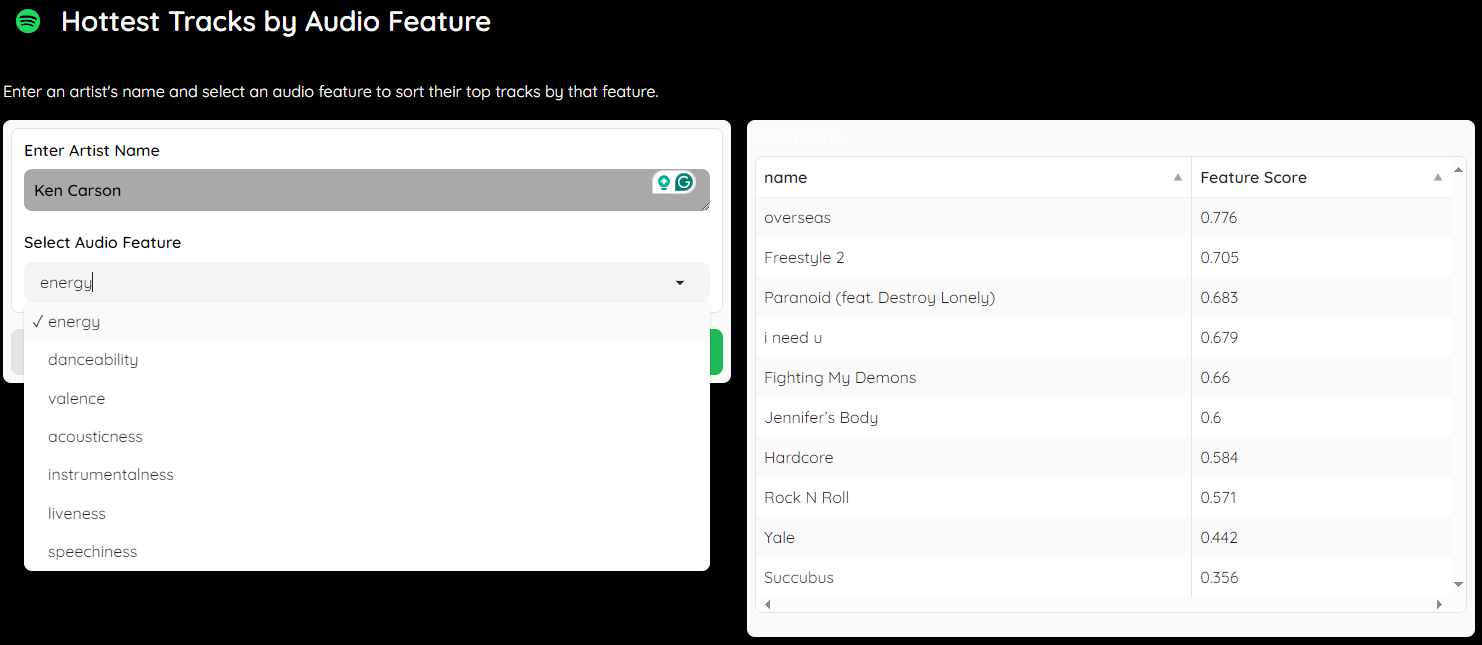 Hottest Tracks by Audio Feature
Enter an artist's name and select an audio feature to sort their top tracks by that feature.
Enter Artist Name
Ken Carson
Select Audio Feature
energy
✓ energy
danceability
valence
acousticness
instrumentalness
liveness
speechiness
name Feature Score
overseas 0.776
Freestyle 2 0.705
Paranoid (feat. Destroy Lonely) 0.683
i need u 0.679
Fighting My Demons 0.66
Jennifer’s Body 0.6
Hardcore 0.584
Rock N Roll 0.571
Yale 0.442
Succubus 0.356